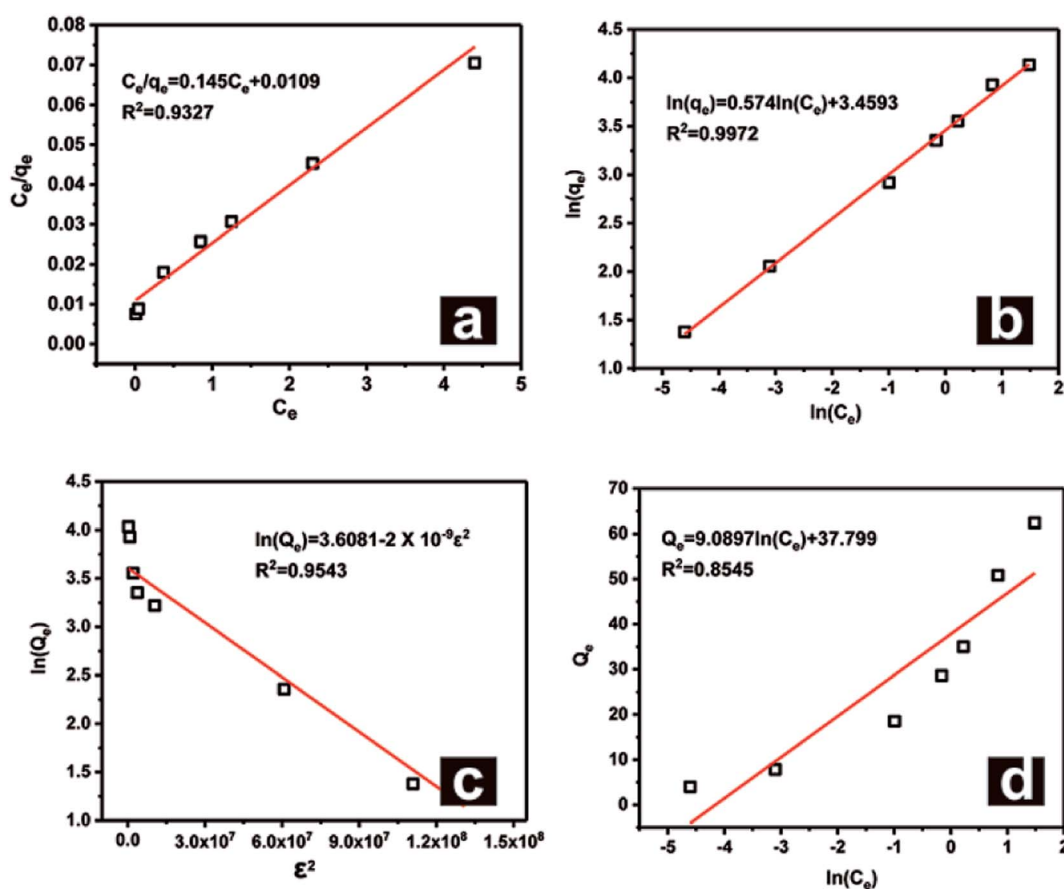 0.08
0.07
0.06
0.05
0.04
0.03
0.02
0.01
0.00
Cₑ/qₑ
Cₑ/qₑ=0.145Cₑ+0.0109
R²=0.9327
a
0 1 2 3 4 5
Cₑ
4.5
4.0
3.5
3.0
2.5
2.0
1.5
1.0
ln(qₑ)
ln(qₑ)=0.574ln(Cₑ)+3.4593
R²=0.9972
b
-5 -4 -3 -2 -1 0 1 2
ln(Cₑ)
4.5
4.0
3.5
3.0
2.5
2.0
1.5
1.0
ln(Qₑ)
ln(Qₑ)=3.6081-2 X 10⁻⁹ε²
R²=0.9543
c
0.0 3.0x10⁷ 6.0x10⁷ 9.0x10⁷ 1.2x10⁸ 1.5x10⁸
ε²
70
60
50
40
30
20
10
0
Qₑ
Qₑ=9.0897ln(Cₑ)+37.799
R²=0.8545
d
-5 -4 -3 -2 -1 0 1 2
ln(Cₑ)